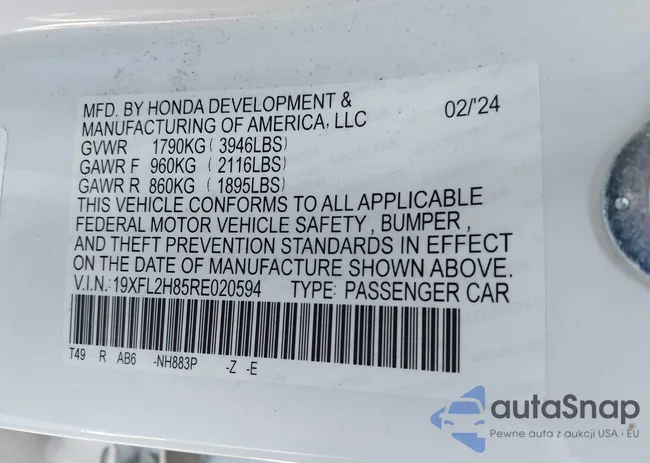 MFD. BY HONDA DEVELOPMENT & 02/'24
MANUFACTURING OF AMERICA, LLC
GVWR 1790KG ( 3946LBS)
GAWR F 960KG ( 2116LBS)
GAWR R 860KG ( 1895LBS)
THIS VEHICLE CONFORMS TO ALL APPLICABLE
FEDERAL MOTOR VEHICLE SAFETY , BUMPER ,
AND THEFT PREVENTION STANDARDS IN EFFECT
ON THE DATE OF MANUFACTURE SHOWN ABOVE.
V.I.N.: 19XFL2H85RE020594 TYPE: PASSENGER CAR
T49 R AB6 -NH883P -Z -E
autaSnap
Pewne auta z aukcji USA i EU